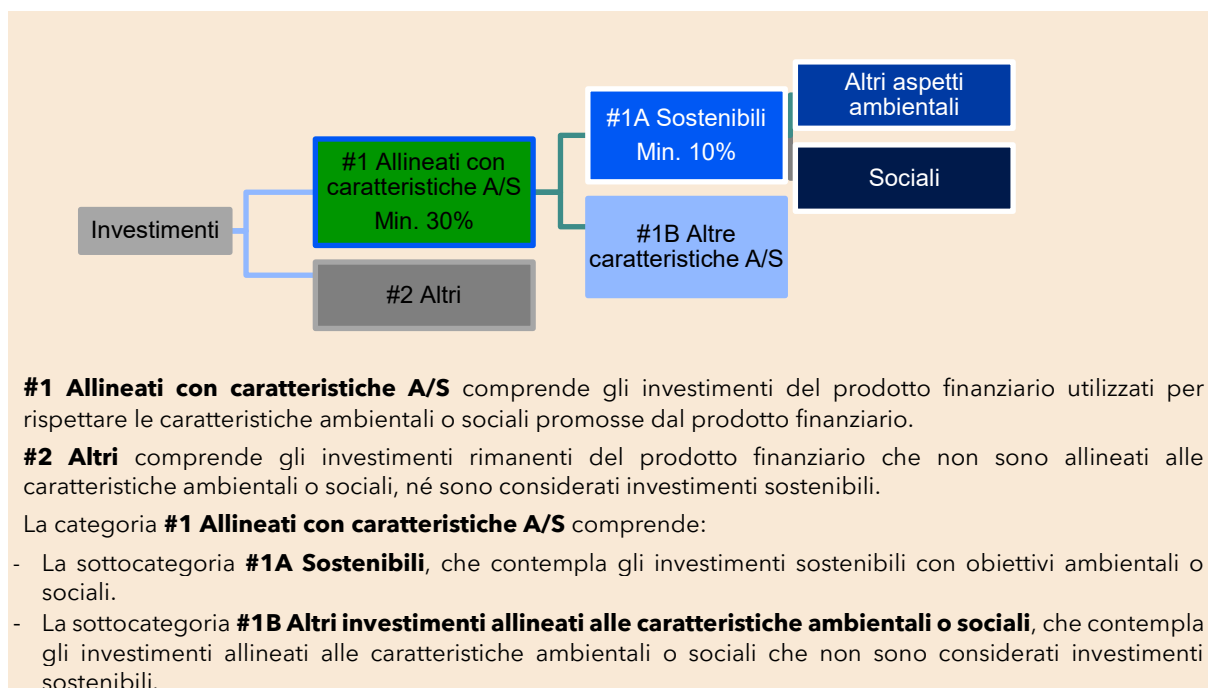 Investimenti
#1 Allineati con
caratteristiche A/S
Min. 30%
#2 Altri
#1A Sostenibili
Min. 10%
#1B Altre
caratteristiche A/S
Altri aspetti
ambientali
Sociali
#1 Allineati con caratteristiche A/S comprende gli investimenti del prodotto finanziario utilizzati per
rispettare le caratteristiche ambientali o sociali promosse dal prodotto finanziario.
#2 Altri comprende gli investimenti rimanenti del prodotto finanziario che non sono allineati alle
caratteristiche ambientali o sociali, né sono considerati investimenti sostenibili.
La categoria #1 Allineati con caratteristiche A/S comprende:
- La sottocategoria #1A Sostenibili, che contempla gli investimenti sostenibili con obiettivi ambientali o
sociali.
- La sottocategoria #1B Altri investimenti allineati alle caratteristiche ambientali o sociali, che contempla
gli investimenti allineati alle caratteristiche ambientali o sociali che non sono considerati investimenti
sostenibili.